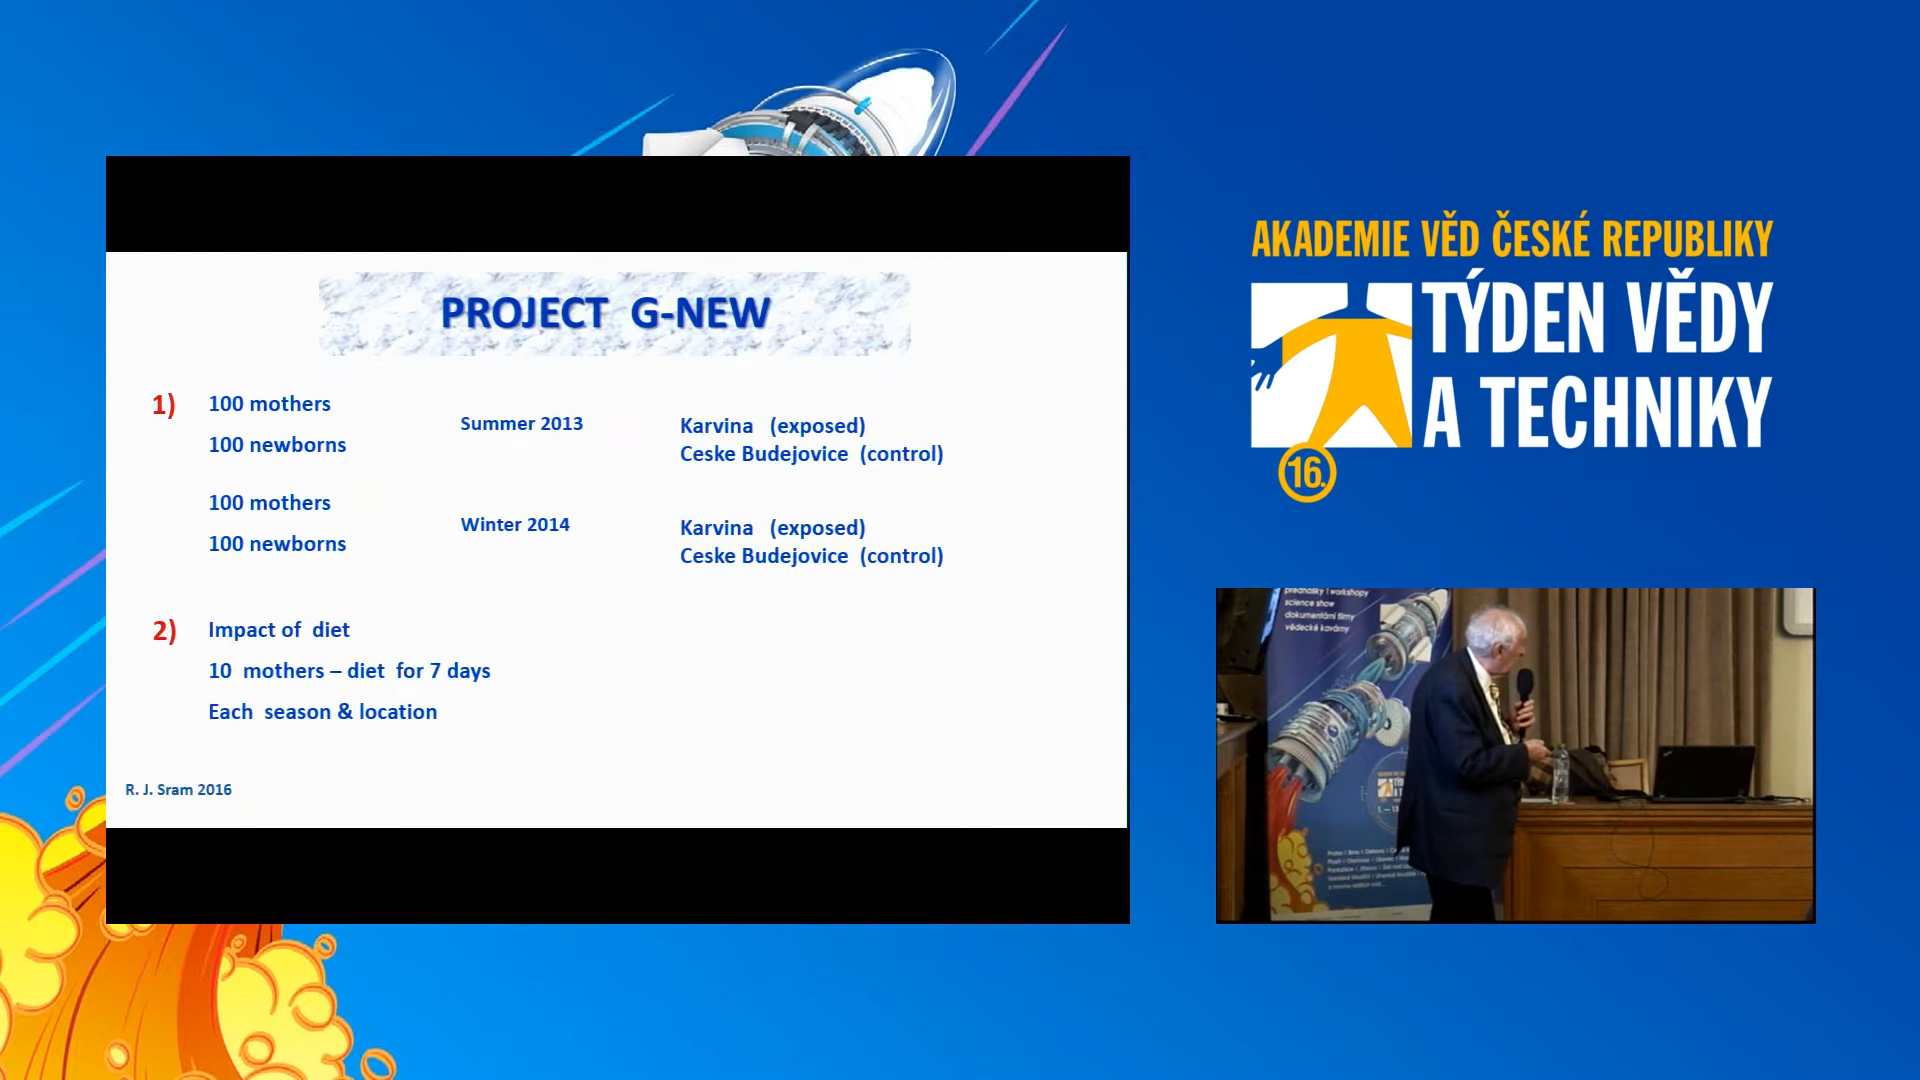 PROJECT G-NEW
1) 100 mothers
100 newborns
Summer 2013
Karvina (exposed)
Ceske Budejovice (control)
100 mothers
100 newborns
Winter 2014
Karvina (exposed)
Ceske Budejovice (control)
2) Impact of diet
10 mothers – diet for 7 days
Each season & location
R. J. Sram 2016
AKADEMIE VĚD ČESKÉ REPUBLIKY
TÝDEN VĚDY
A TECHNIKY
16.
přednášky | workshopy
science show
dokumentární filmy
vědecké kavárny